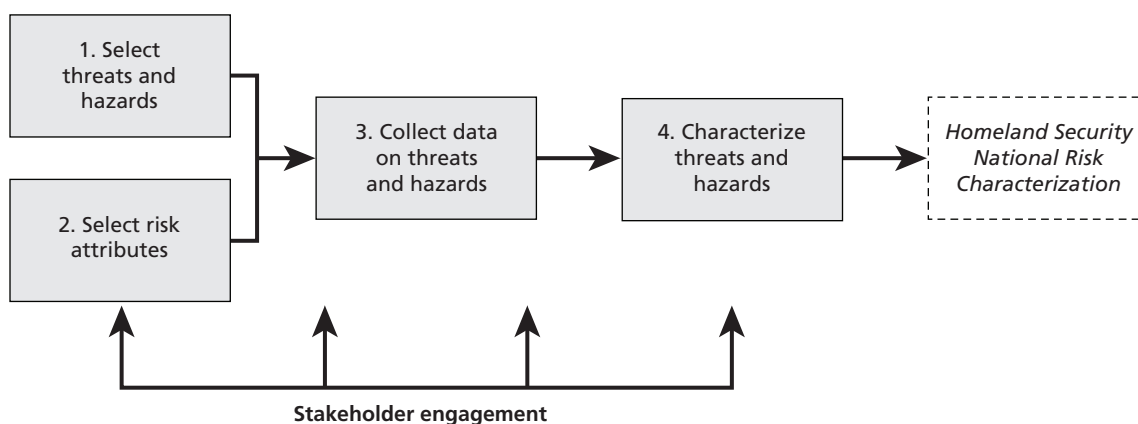 1. Select
threats and
hazards
2. Select risk
attributes
3. Collect data
on threats
and hazards
4. Characterize
threats and
hazards
Homeland Security
National Risk
Characterization
Stakeholder engagement